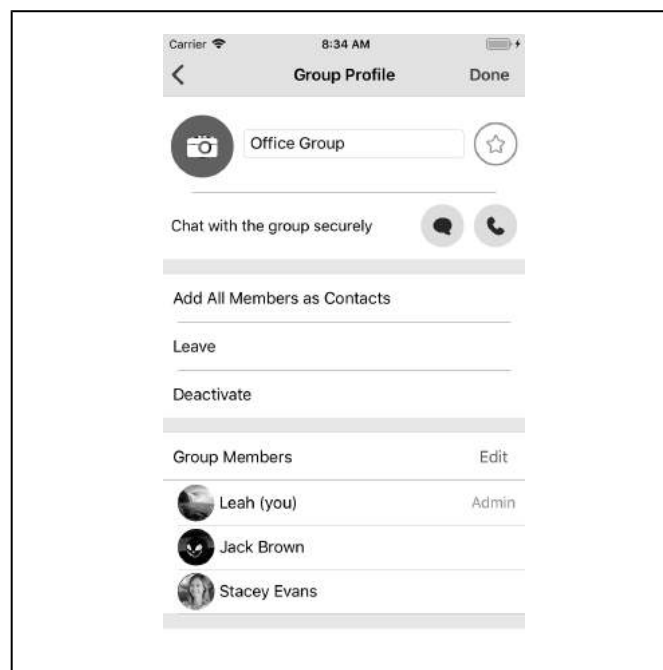 Carrier 8:34 AM
Group Profile Done
Office Group
Chat with the group securely
Add All Members as Contacts
Leave
Deactivate
Group Members Edit
Leah (you) Admin
Jack Brown
Stacey Evans